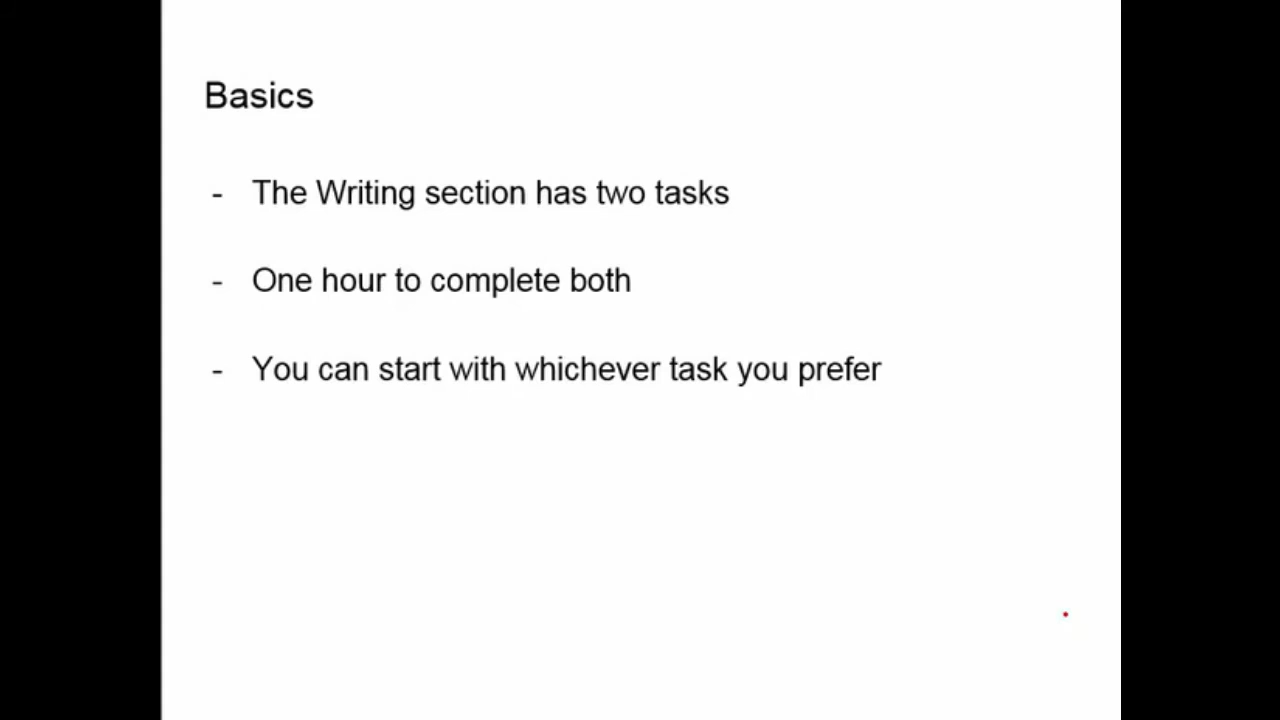 Basics
- The Writing section has two tasks
- One hour to complete both
- You can start with whichever task you prefer